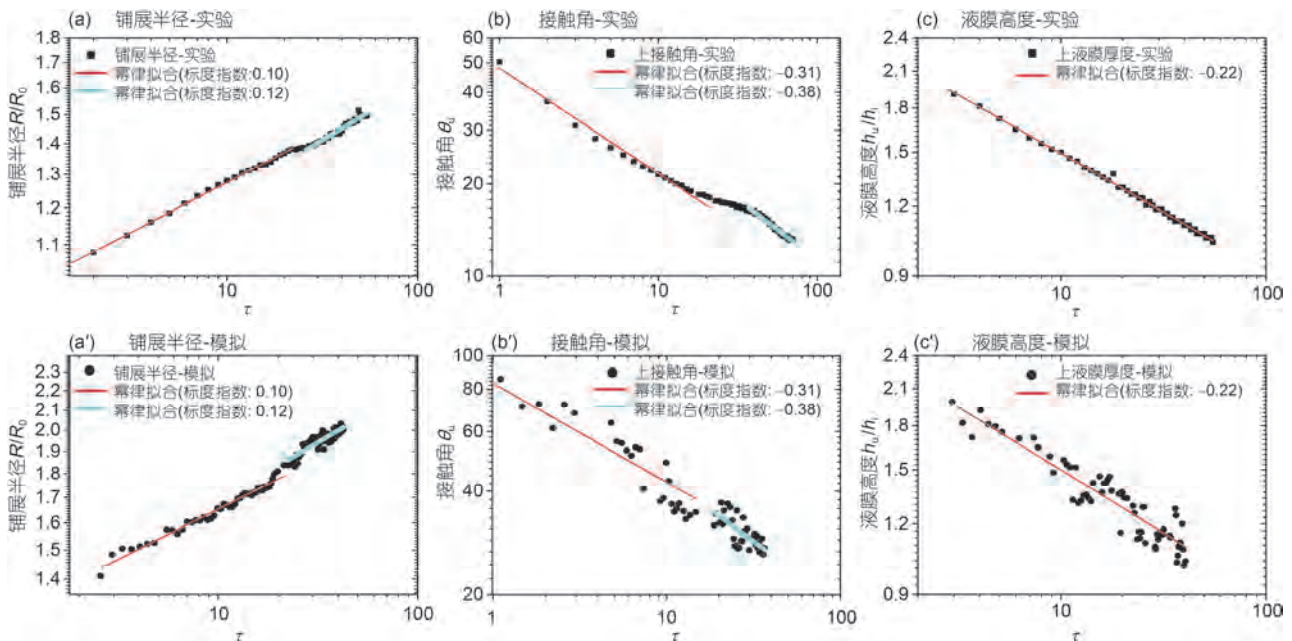 (a) 铺展半径-实验
铺展半径-实验
幂律拟合(标度指数:0.10)
幂律拟合(标度指数:0.12)
1.8
1.7
1.6
1.5
1.4
1.3
1.2
1.1
铺展半径R/R₀
10
100
τ
(b) 接触角-实验
上接触角-实验
幂律拟合(标度指数: −0.31)
幂律拟合(标度指数: −0.38)
60
50
40
30
20
10
接触角θᵤ
1
10
100
τ
(c) 液膜高度-实验
上液膜厚度-实验
幂律拟合(标度指数: −0.22)
2.4
2.1
1.8
1.5
1.2
0.9
液膜高度hᵤ/hₗ
10
100
τ
(a') 铺展半径-模拟
铺展半径-模拟
幂律拟合(标度指数: 0.10)
幂律拟合(标度指数: 0.12)
2.3
2.2
2.1
2.0
1.9
1.8
1.7
1.6
1.5
1.4
铺展半径R/R₀
10
100
τ
(b') 接触角-模拟
上接触角-模拟
幂律拟合(标度指数: −0.31)
幂律拟合(标度指数: −0.38)
100
80
60
40
20
接触角θᵤ
1
10
100
τ
(c') 液膜高度-模拟
上液膜厚度-模拟
幂律拟合(标度指数: −0.22)
2.4
2.1
1.8
1.5
1.2
0.9
液膜高度hᵤ/hₗ
10
100
τ